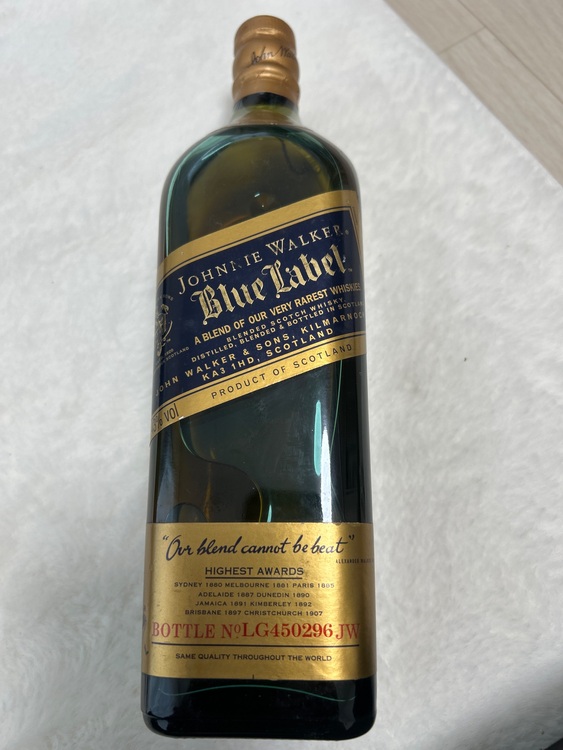 JOHNNIE WALKER
Blue Label
A BLEND OF OUR VERY RAREST WHISKIES
BLENDED SCOTCH WHISKY.
DISTILLED, BLENDED & BOTTLED IN SCOTLAND
JOHN WALKER & SONS, KILMARNOCK
KA3 1HD, SCOTLAND
PRODUCT OF SCOTLAND
vol
"Our blend cannot be beat"
HIGHEST AWARDS
SYDNEY 1880 MELBOURNE 1881 PARIS 1885
ADELAIDE 1887 DUNEDIN 1890
JAMAICA 1891 KIMBERLEY 1892
BRISBANE 1897 CHRISTCHURCH 1907
BOTTLE Nº LG450296 JW
SAME QUALITY THROUGHOUT THE WORLD